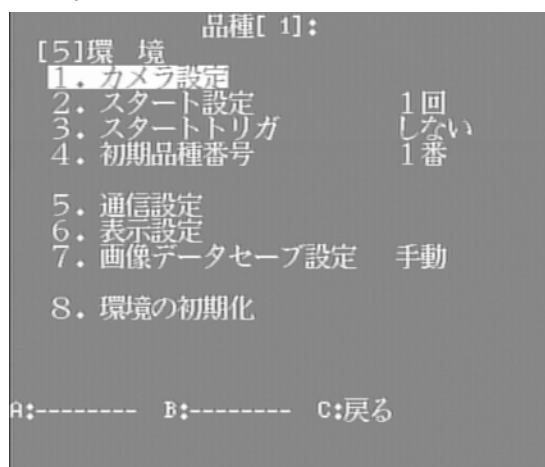 品種[ 1]:
[5]環 境
1. カメラ設定
2. スタート設定 1回
3. スタートトリガ しない
4. 初期品種番号 1番
5. 通信設定
6. 表示設定
7. 画像データセーブ設定 手動
8. 環境の初期化
A:-------- B:-------- C:戻る